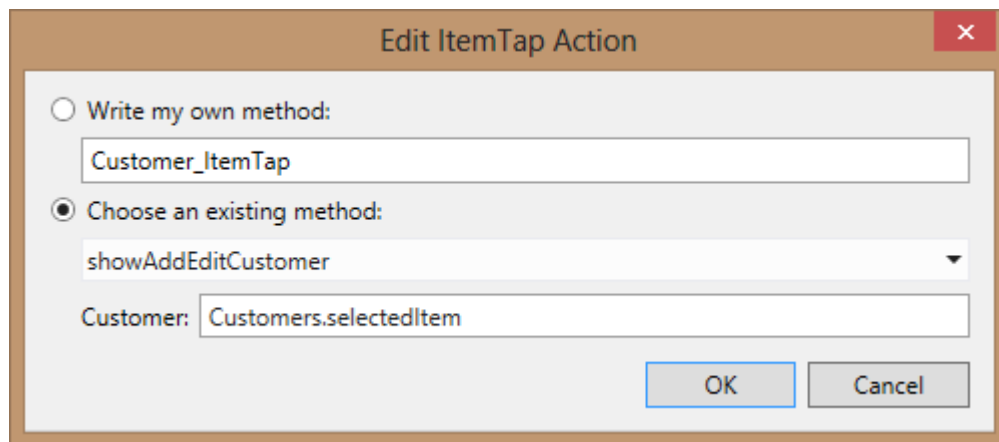 Edit ItemTap Action
Write my own method:
Customer_ItemTap
Choose an existing method:
showAddEditCustomer
Customer: Customers.selectedItem
OK Cancel